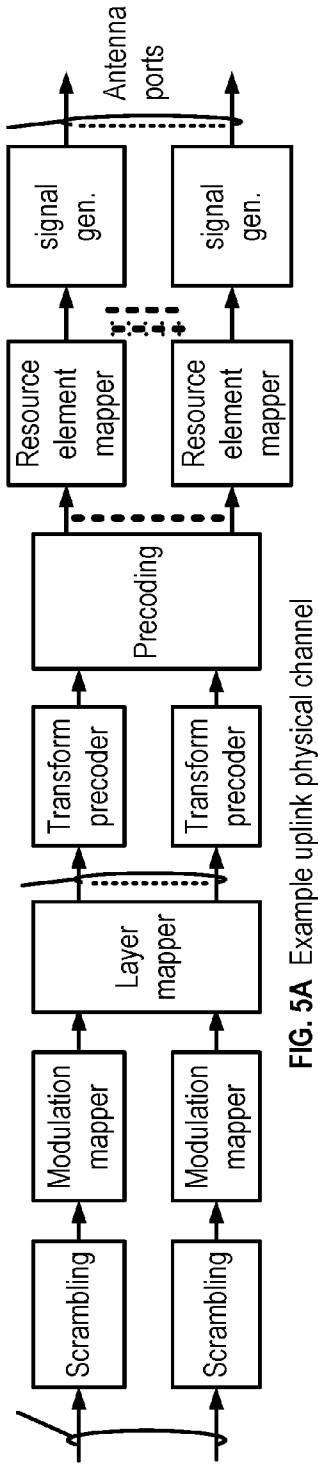 Scrambling
Modulation
mapper
Layer
mapper
Transform
precoder
Precoding
Resource
element
mapper
signal
gen.
Antenna
ports
Scrambling
Modulation
mapper
Transform
precoder
Resource
element
mapper
signal
gen.
FIG. 5A Example uplink physical channel